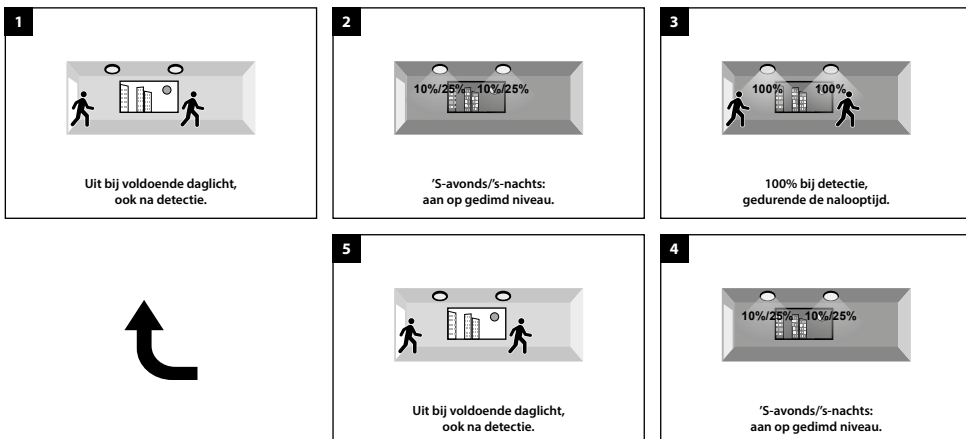 1
Uit bij voldoende daglicht,
ook na detectie.
2
10%/25% 10%/25%
'S-avonds/'s-nachts:
aan op gedimd niveau.
3
100% 100%
100% bij detectie,
gedurende de nalooptijd.
5
Uit bij voldoende daglicht,
ook na detectie.
4
10%/25% 10%/25%
'S-avonds/'s-nachts:
aan op gedimd niveau.